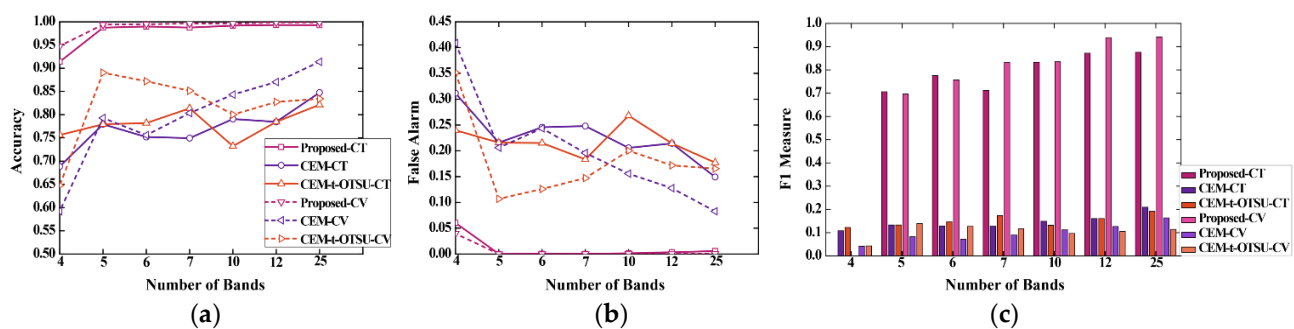 1.00
0.95
0.90
0.85
0.80
0.75
0.70
0.65
0.60
0.55
0.50
Accuracy
4 5 6 7 10 12 25
Number of Bands
Proposed-CT
CEM-CT
CEM-t-OTSU-CT
Proposed-CV
CEM-CV
CEM-t-OTSU-CV
(a)
0.45
0.40
0.35
0.30
0.25
0.20
0.15
0.10
0.05
0.00
False Alarm
4 5 6 7 10 12 25
Number of Bands
(b)
1.0
0.9
0.8
0.7
0.6
0.5
0.4
0.3
0.2
0.1
0.0
F1 Measure
4 5 6 7 10 12 25
Number of Bands
Proposed-CT
CEM-CT
CEM-t-OTSU-CT
Proposed-CV
CEM-CV
CEM-t-OTSU-CV
(c)